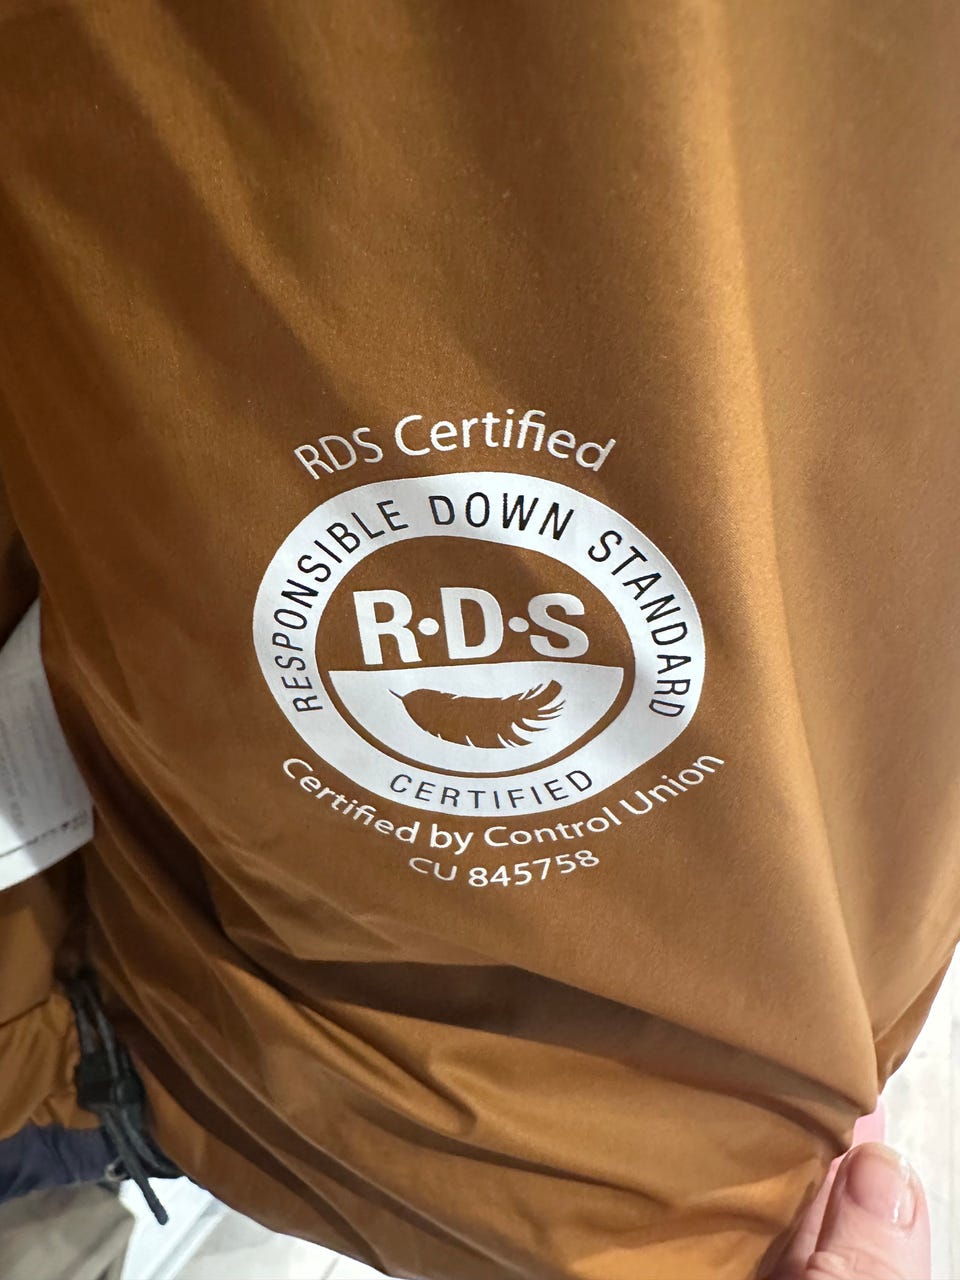 RDS Certified
RESPONSIBLE DOWN STANDARD
R·D·S
CERTIFIED
Certified by Control Union
CU 845758